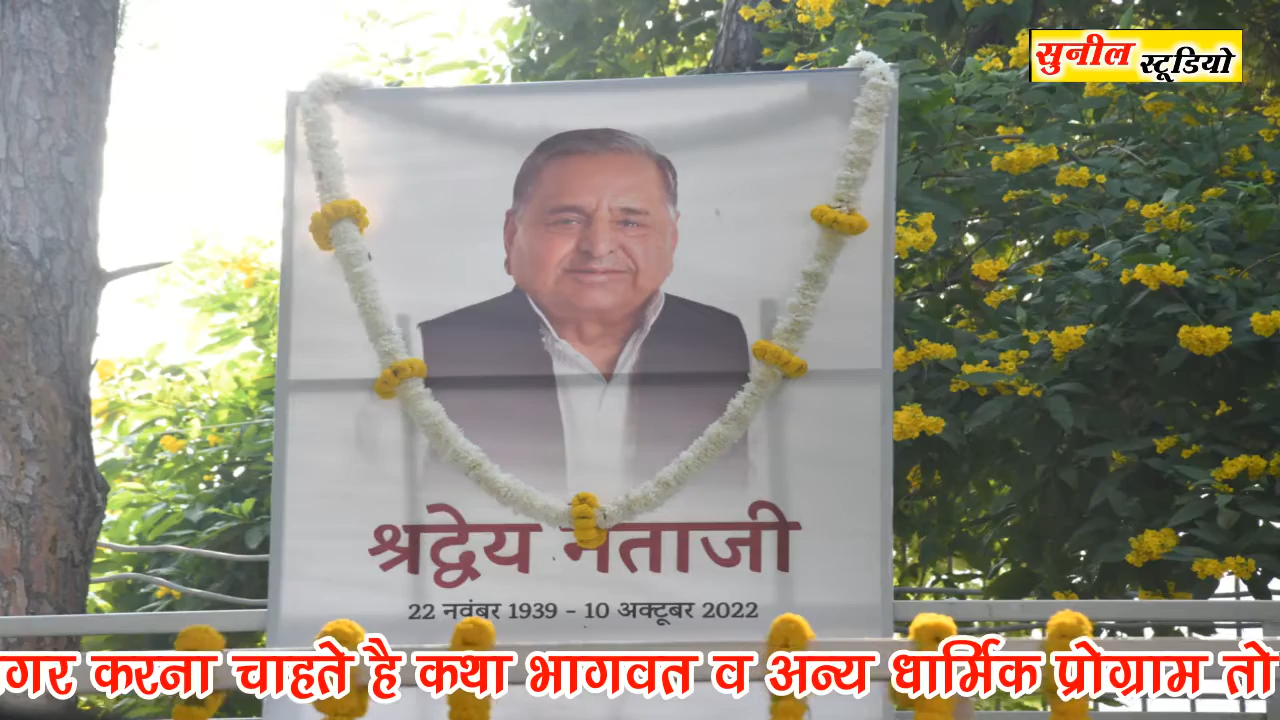 सुनील स्टूडियो
श्रद्धेय नेताजी
22 नवंबर 1939 - 10 अक्टूबर 2022
गर करना चाहते है कथा भागवत व अन्य धार्मिक प्रोग्राम तो